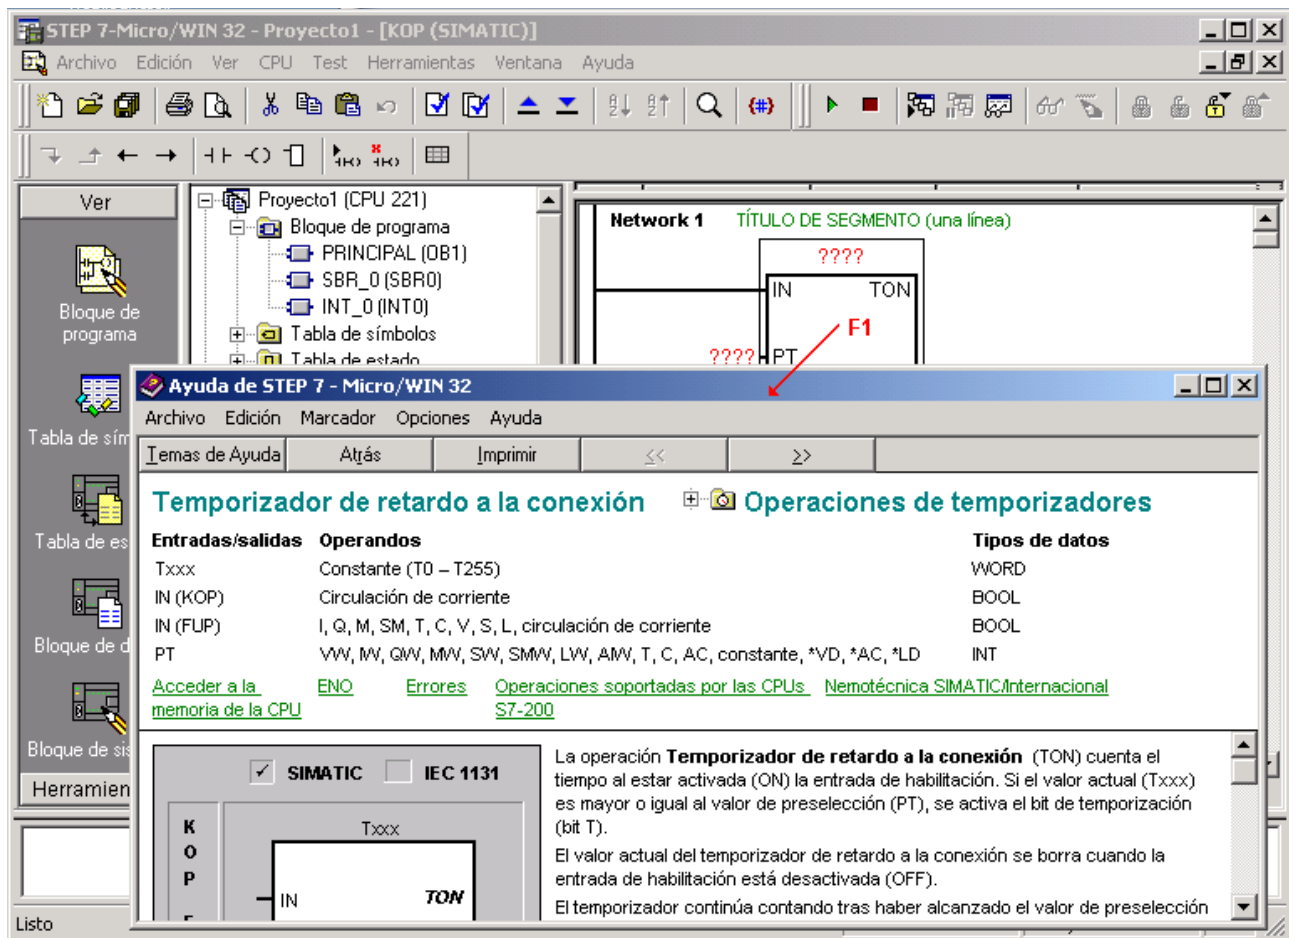 STEP 7-Micro/WIN 32 - Proyecto1 - [KOP (SIMATIC)]
Archivo Edición Ver CPU Test Herramientas Ventana Ayuda
Ver
Bloque de
programa
Tabla de sím
Tabla de es
Bloque de d
Bloque de sis
Herramien
Proyecto1 (CPU 221)
Bloque de programa
PRINCIPAL (OB1)
SBR_0 (SBR0)
INT_0 (INT0)
Tabla de símbolos
Tabla de estado
Network 1 TÍTULO DE SEGMENTO (una línea)
????
IN TON
F1
???? PT
Ayuda de STEP 7 - Micro/WIN 32
Archivo Edición Marcador Opciones Ayuda
Temas de Ayuda Atrás Imprimir << >>
Temporizador de retardo a la conexión Operaciones de temporizadores
Entradas/salidas Operandos Tipos de datos
Txxx Constante (T0 – T255) WORD
IN (KOP) Circulación de corriente BOOL
IN (FUP) I, Q, M, SM, T, C, V, S, L, circulación de corriente BOOL
PT VW, IW, QW, MW, SW, SMW, LW, AIW, T, C, AC, constante, *VD, *AC, *LD INT
Acceder a la ENO Errores Operaciones soportadas por las CPUs Nemotécnica SIMATIC/Internacional
memoria de la CPU S7-200
SIMATIC IEC 1131
K
O
P
Txxx
IN TON
La operación Temporizador de retardo a la conexión (TON) cuenta el
tiempo al estar activada (ON) la entrada de habilitación. Si el valor actual (Txxx)
es mayor o igual al valor de preselección (PT), se activa el bit de temporización
(bit T).
El valor actual del temporizador de retardo a la conexión se borra cuando la
entrada de habilitación está desactivada (OFF).
El temporizador continúa contando tras haber alcanzado el valor de preselección
Listo